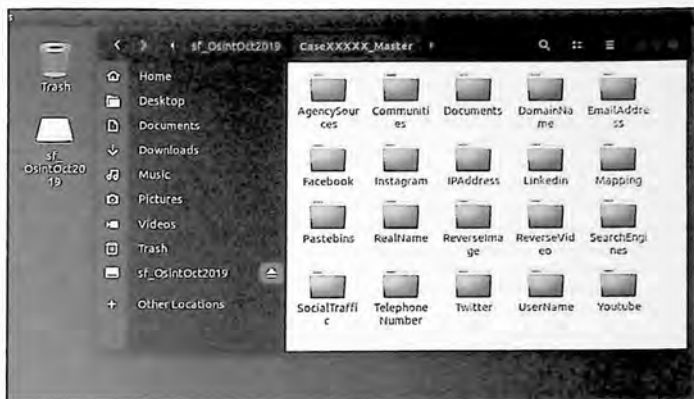 Trash
sf_
OsintOct20
19
sf_OsintOct2019
CaseXXXXX_Master
Home
Desktop
Documents
Downloads
Music
Pictures
Videos
Trash
sf_OsintOct2019
Other Locations
AgencySour
ces
Communiti
es
Documents
DomainNa
me
EmailAddre
ss
Facebook
Instagram
IPAddress
Linkedin
Mapping
Pastebins
RealName
ReverseIma
ge
ReverseVid
eo
SearchEngi
nes
SocialTraffi
c
Telephone
Number
Twitter
UserName
Youtube